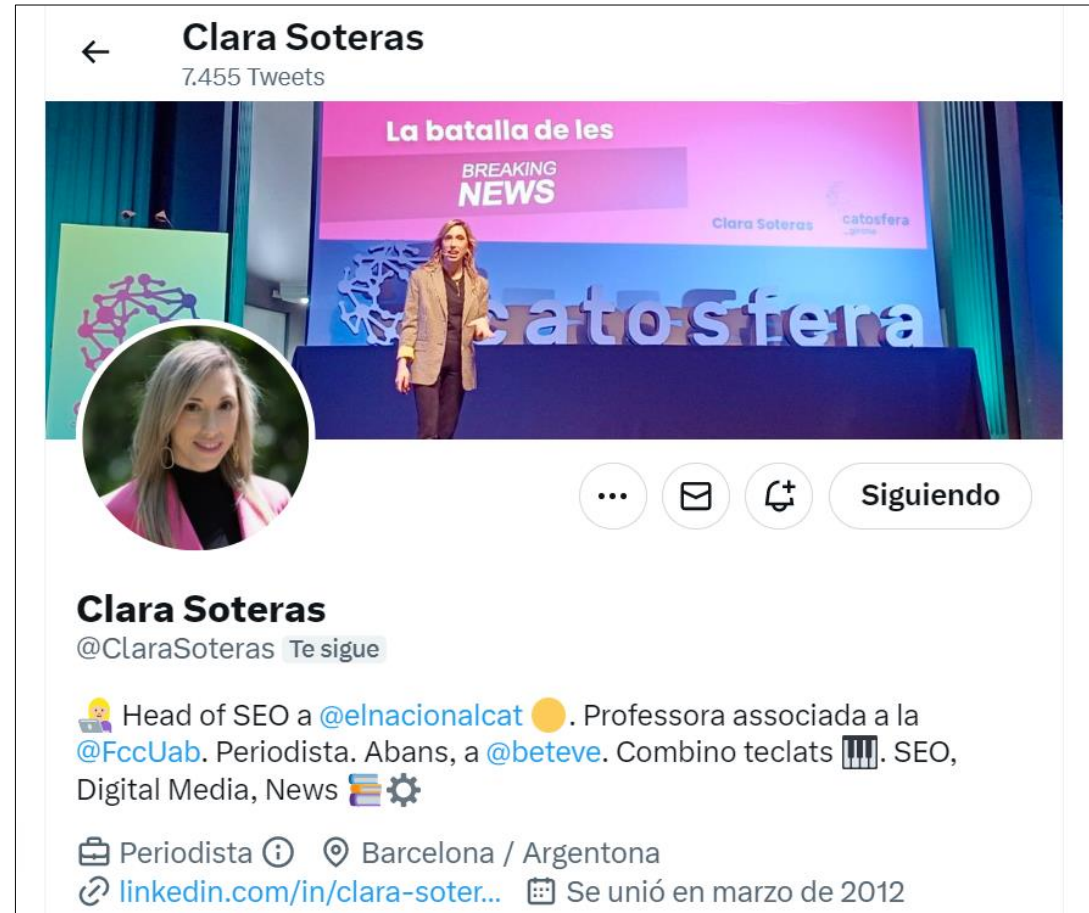 Clara Soteras
7.455 Tweets
La batalla de les
BREAKING
NEWS
Clara Soteras
catosfera
_girona
catosfera
Siguiendo
Clara Soteras
@ClaraSoteras Te sigue
Head of SEO a @elnacionalcat. Professora associada a la
@FccUab. Periodista. Abans, a @beteve. Combino teclats. SEO,
Digital Media, News
Periodista Barcelona / Argentona
linkedin.com/in/clara-soter... Se unió en marzo de 2012